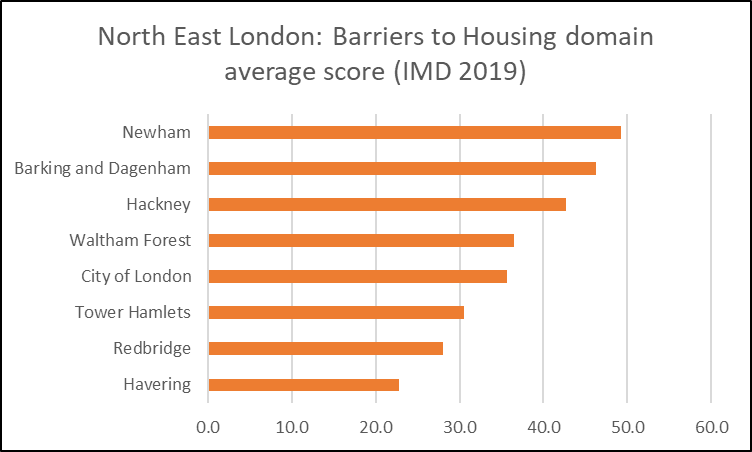 North East London: Barriers to Housing domain
average score (IMD 2019)
Newham
Barking and Dagenham
Hackney
Waltham Forest
City of London
Tower Hamlets
Redbridge
Havering
0.0 10.0 20.0 30.0 40.0 50.0 60.0